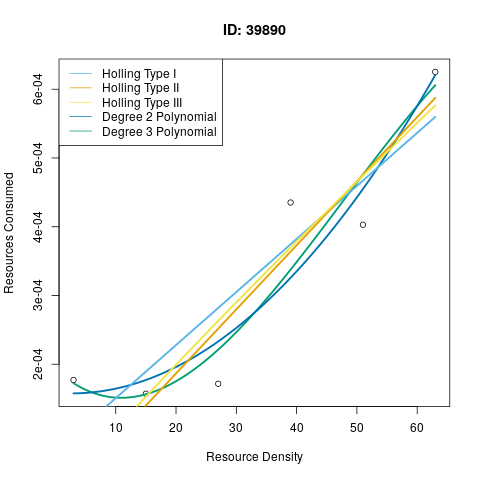 ID: 39890
Holling Type I
Holling Type II
Holling Type III
Degree 2 Polynomial
Degree 3 Polynomial
Resources Consumed
6e-04
5e-04
4e-04
3e-04
2e-04
10 20 30 40 50 60
Resource Density